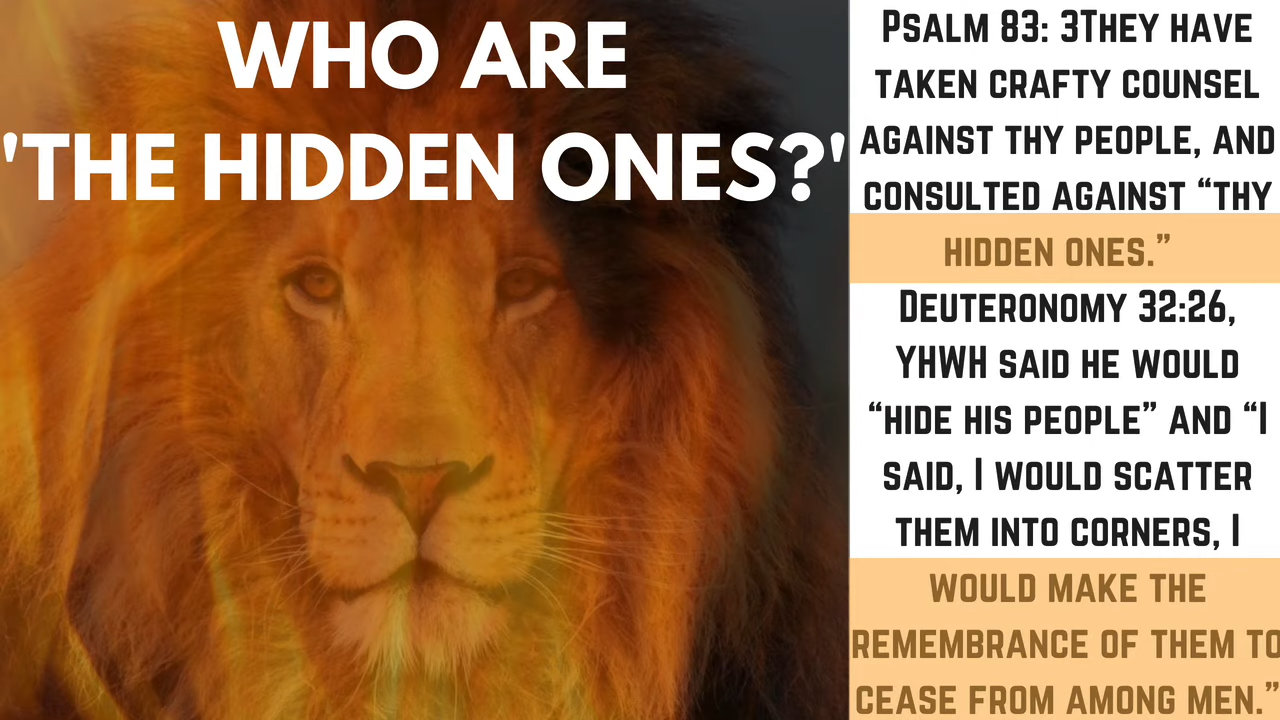 WHO ARE
'THE HIDDEN ONES?'
PSALM 83: 3THEY HAVE
TAKEN CRAFTY COUNSEL
AGAINST THY PEOPLE, AND
CONSULTED AGAINST “THY
HIDDEN ONES.”
DEUTERONOMY 32:26,
YHWH SAID HE WOULD
“HIDE HIS PEOPLE” AND “I
SAID, I WOULD SCATTER
THEM INTO CORNERS, I
WOULD MAKE THE
REMEMBRANCE OF THEM TO
CEASE FROM AMONG MEN.”